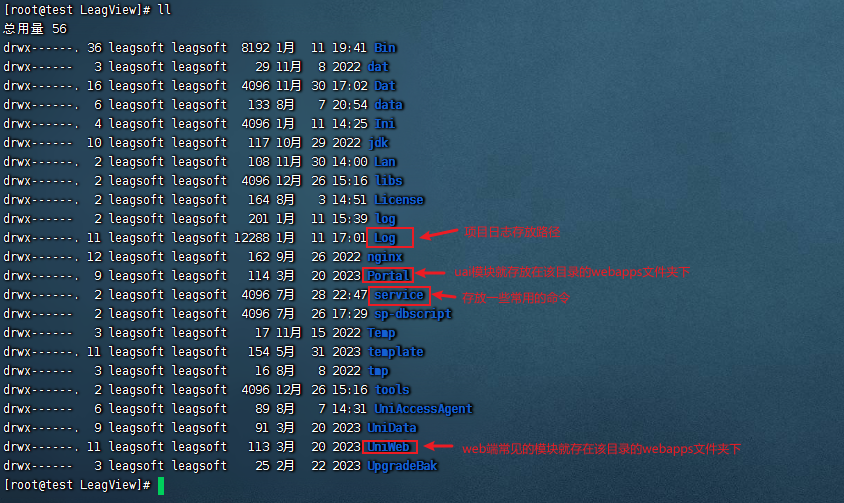 [root@test LeagView]# ll
总用量 56
drwx------. 36 leagsoft leagsoft 8192 1月 11 19:41 Bin
drwx------ 3 leagsoft leagsoft 29 11月 8 2022 dat
drwx------. 16 leagsoft leagsoft 4096 11月 30 17:02 Dat
drwx------. 6 leagsoft leagsoft 133 8月 7 20:54 data
drwx------. 4 leagsoft leagsoft 4096 1月 11 14:25 Ini
drwx------ 10 leagsoft leagsoft 117 10月 29 2022 jdk
drwx------. 2 leagsoft leagsoft 108 11月 30 14:00 Lan
drwx------. 2 leagsoft leagsoft 4096 12月 26 15:16 libs
drwx------. 2 leagsoft leagsoft 164 8月 3 14:51 License
drwx------ 2 leagsoft leagsoft 201 1月 11 15:39 log
drwx------. 11 leagsoft leagsoft 12288 1月 11 17:01 Log 项目日志存放路径
drwx------. 12 leagsoft leagsoft 162 9月 26 2022 nginx
drwx------. 9 leagsoft leagsoft 114 3月 20 2023 Portal uai模块就存放在该目录的webapps文件夹下
drwx------. 2 leagsoft leagsoft 4096 7月 28 22:47 service 存放一些常用的命令
drwx------ 2 leagsoft leagsoft 4096 7月 26 17:29 sp-dbscript
drwx------ 3 leagsoft leagsoft 17 11月 15 2022 Temp
drwx------. 11 leagsoft leagsoft 154 5月 31 2023 template
drwx------ 3 leagsoft leagsoft 16 8月 8 2022 tmp
drwx------. 2 leagsoft leagsoft 4096 12月 26 15:16 tools
drwx------ 6 leagsoft leagsoft 89 8月 7 14:31 UniAccessAgent
drwx------. 9 leagsoft leagsoft 91 3月 20 2023 UniData
drwx------. 11 leagsoft leagsoft 113 3月 20 2023 UniWeb web端常见的模块就存在该目录的webapps文件夹下
drwx------ 3 leagsoft leagsoft 25 2月 22 2023 UpgradeBak
[root@test LeagView]#